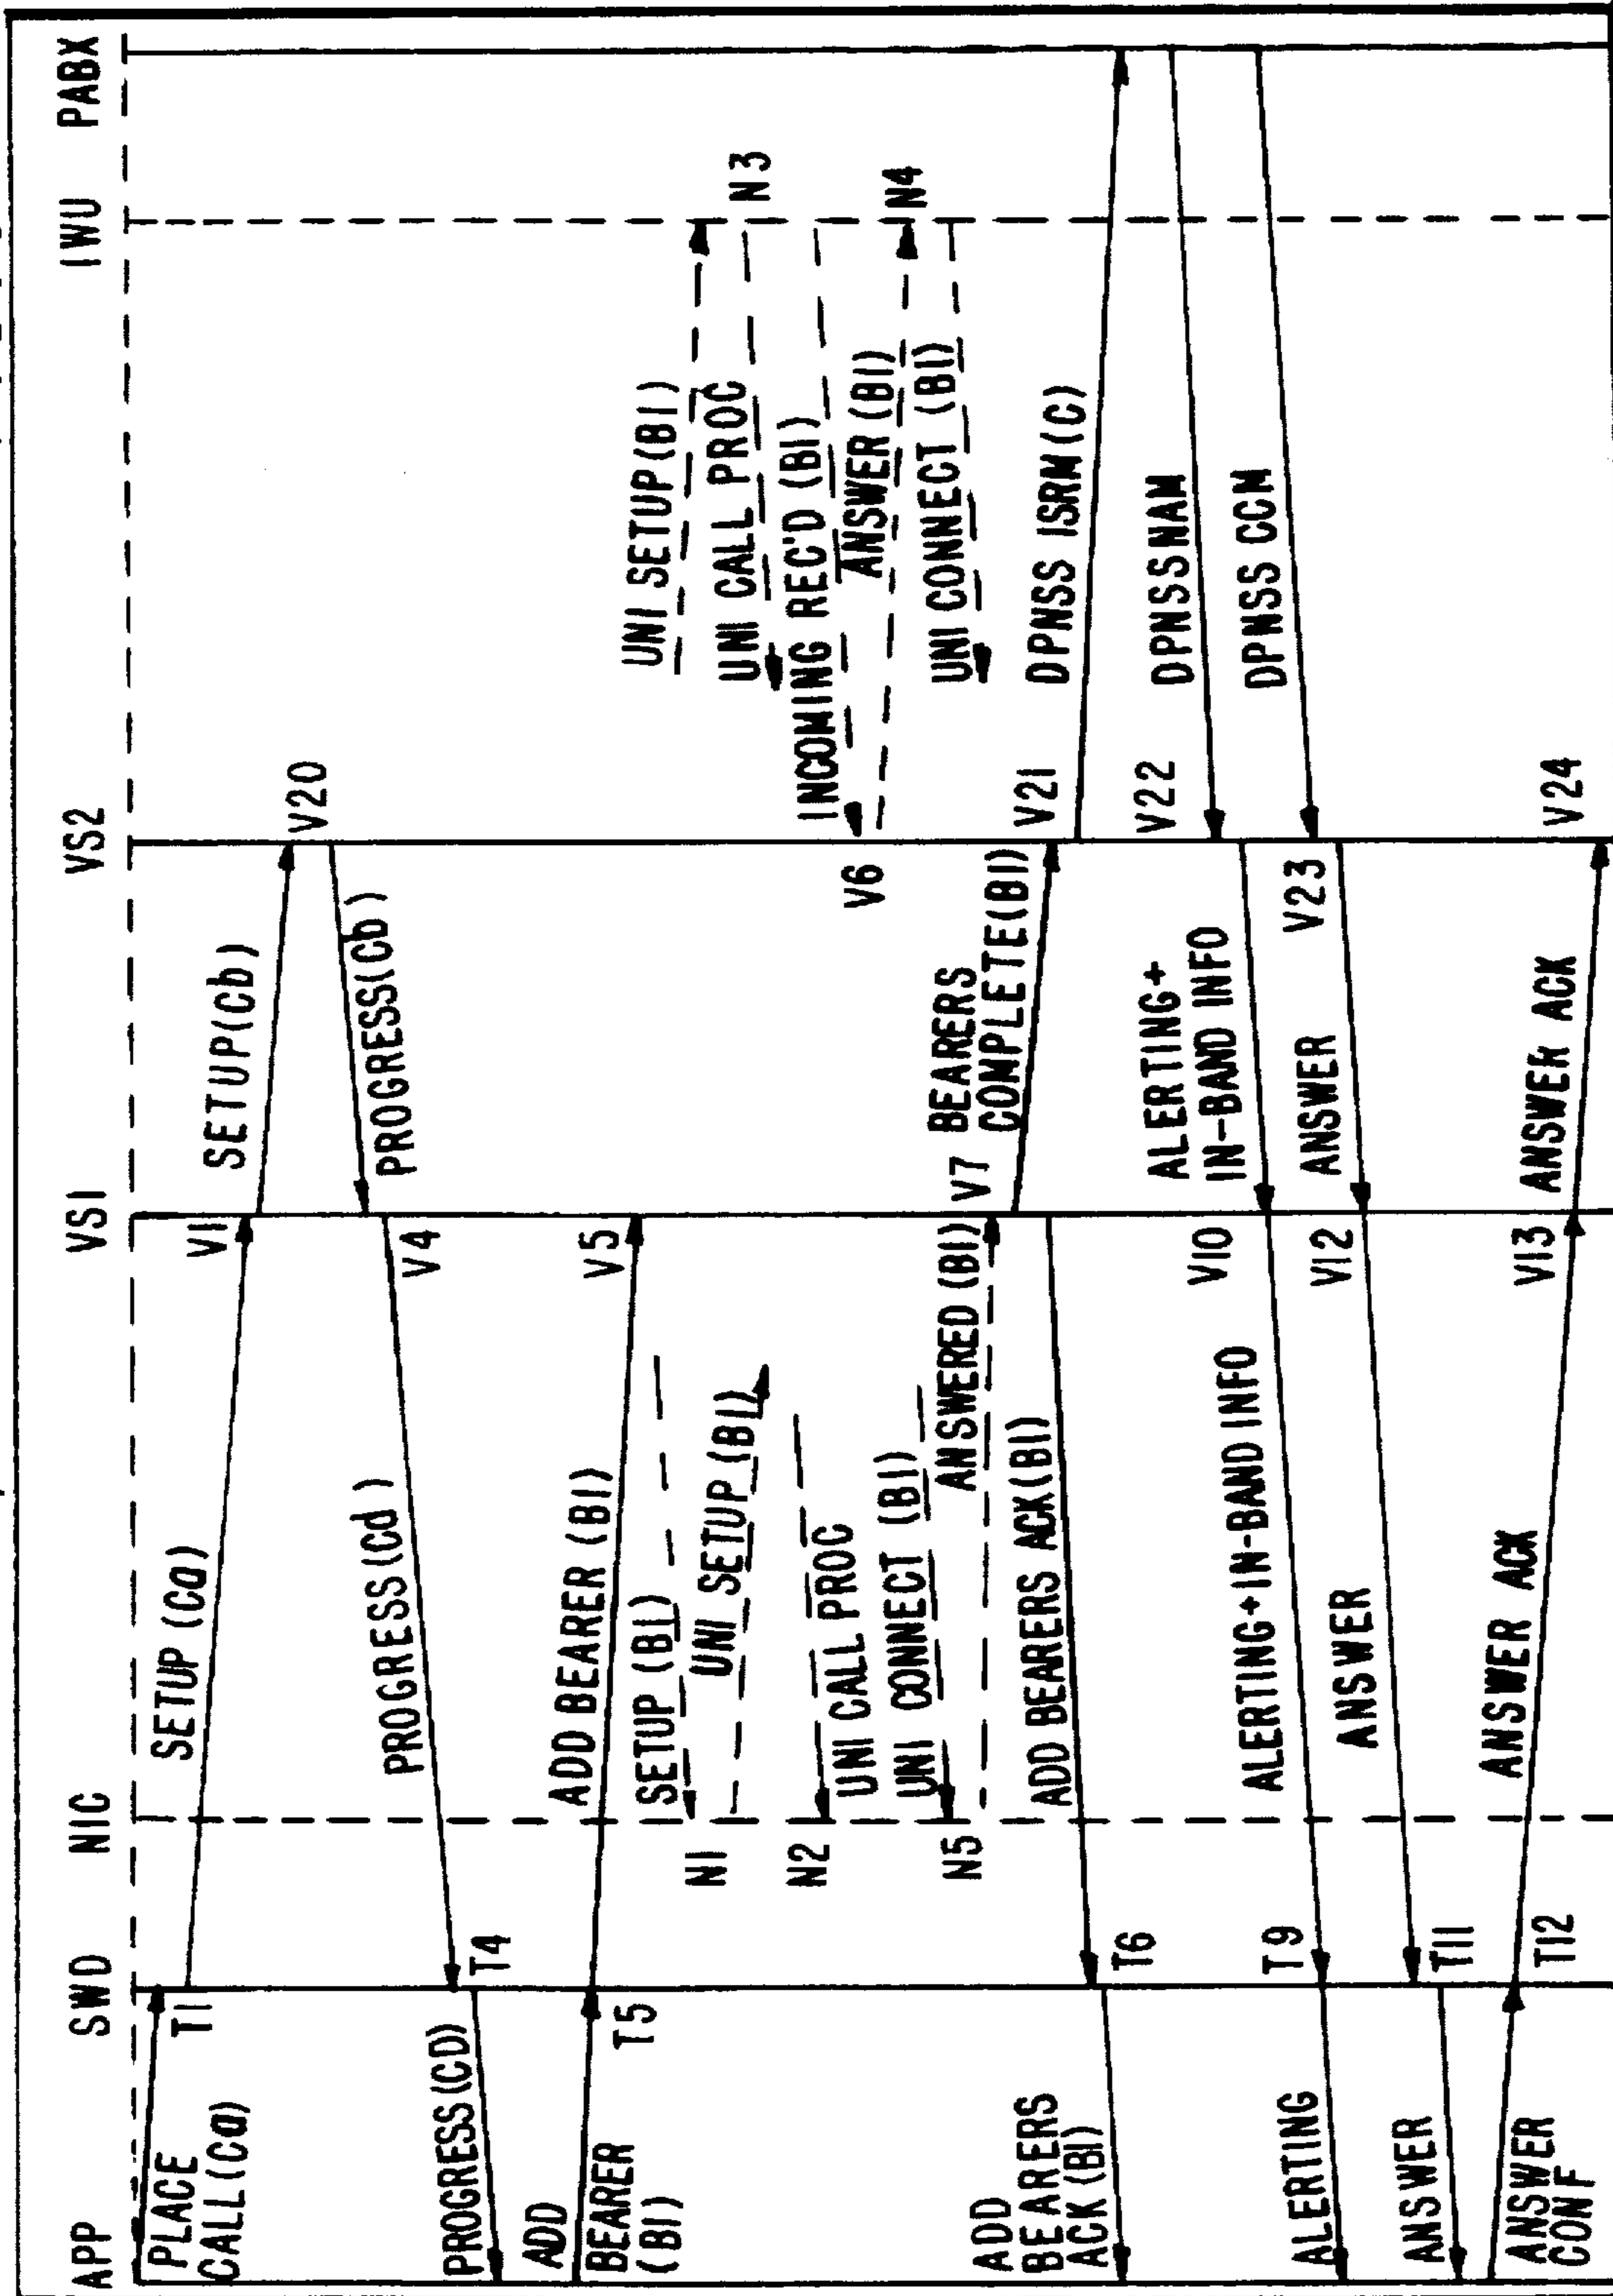 APP SWD NIC VS1 VS2 IWU PABX
PLACE
CALL(Ca)
T1
SETUP (Ca)
V1
SETUP(cb)
V20
PROGRESS(Cb)
V4
PROGRESS(Cd)
T4
PROGRESS(CD)
ADD
BEARER
(B1)
T5
ADD BEARER (B1)
V5
SETUP (B1)
N1
UNI SETUP (B1)
N2
UNI CALL PROC
UNI CONNECT (B1)
N5
ANSWERED (B1)
UNI SETUP(B1)
UNI CALL PROC
N3
INCOMING REC'D (B1)
V6
ANSWER (B1)
N4
UNI CONNECT (B1)
V7
BEARERS
COMPLETE(B1)
V21
DPNSS ISRM(C)
ADD BEARERS ACK(B1)
T6
ADD
BEARERS
ACK (B1)
DPNSSNAM
V22
ALERTING+
IN-BAND INFO
V10
ALERTING+IN-BAND INFO
T9
ALERTING
DPNSS CCM
V23
ANSWER
V12
ANSWER
T11
ANSWER
ANSWER
CONF
T12
ANSWER ACK
V13
ANSWER ACK
V24